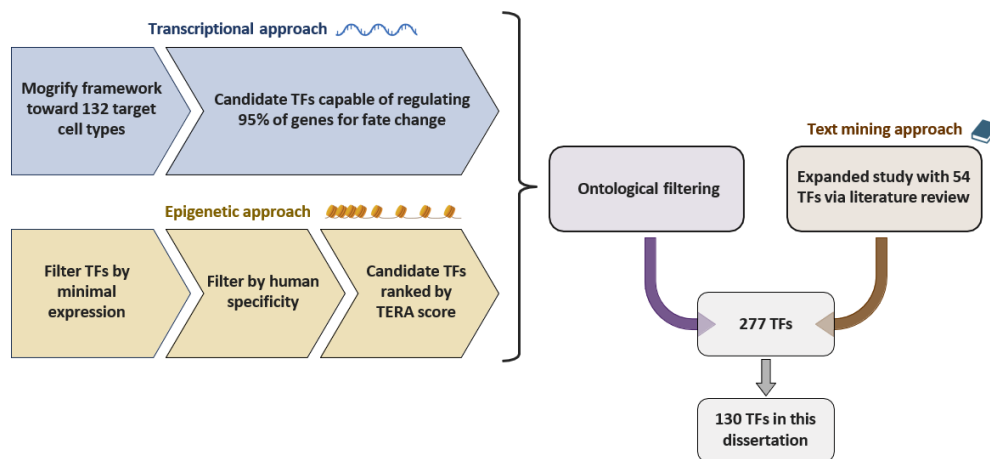 Transcriptional approach
Mogrify framework
toward 132 target
cell types
Candidate TFs capable of regulating
95% of genes for fate change
Epigenetic approach
Filter TFs by
minimal
expression
Filter by human
specificity
Candidate TFs
ranked by
TERA score
Ontological filtering
Text mining approach
Expanded study with 54
TFs via literature review
277 TFs
130 TFs in this
dissertation